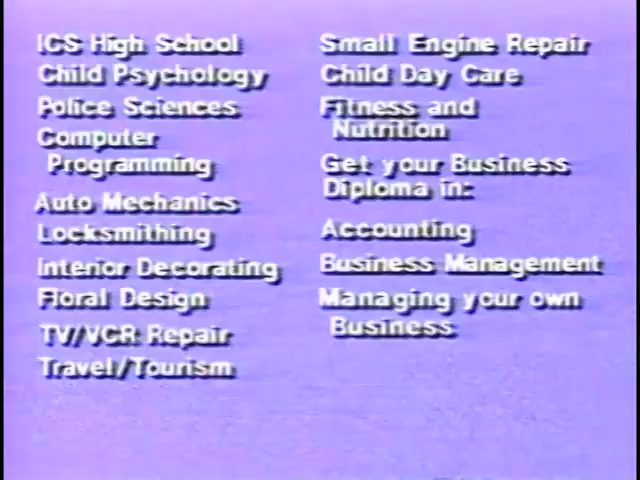 ICS High School
Child Psychology
Police Sciences
Computer
Programming
Auto Mechanics
Locksmithing
Interior Decorating
Floral Design
TV/VCR Repair
Travel/Tourism
Small Engine Repair
Child Day Care
Fitness and
Nutrition
Get your Business
Diploma in:
Accounting
Business Management
Managing your own
Business